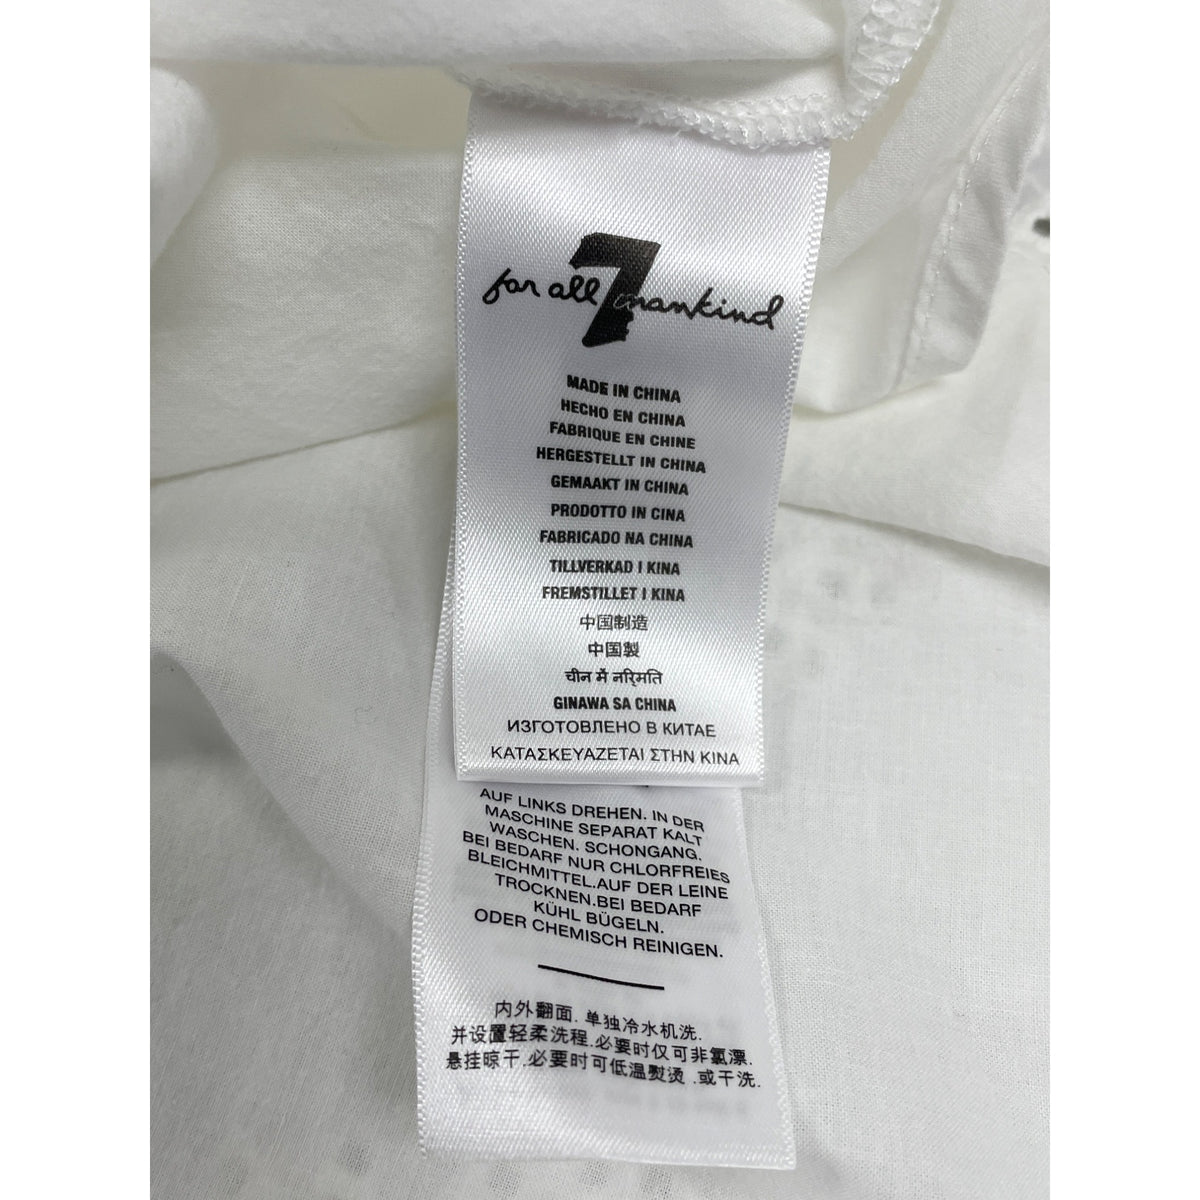 for all 7 mankind
MADE IN CHINA
HECHO EN CHINA
FABRIQUE EN CHINE
HERGESTELLT IN CHINA
GEMAAKT IN CHINA
PRODOTTO IN CINA
FABRICADO NA CHINA
TILLVERKAD I KINA
FREMSTILLET I KINA
中国制造
中国製
चीन में नरि्मति
GINAWA SA CHINA
ИЗГОТОВЛЕНО В КИТАЕ
ΚΑΤΑΣΚΕΥΑΖΕΤΑΙ ΣΤΗΝ ΚΙΝΑ
AUF LINKS DREHEN. IN DER
MASCHINE SEPARAT KALT
WASCHEN. SCHONGANG.
BEI BEDARF NUR CHLORFREIES
BLEICHMITTEL.AUF DER LEINE
TROCKNEN.BEI BEDARF
KÜHL BÜGELN.
ODER CHEMISCH REINIGEN.
内外翻面. 单独冷水机洗.
并设置轻柔洗程.必要时仅可非氯漂.
悬挂晾干.必要时可低温熨烫 .或干洗.